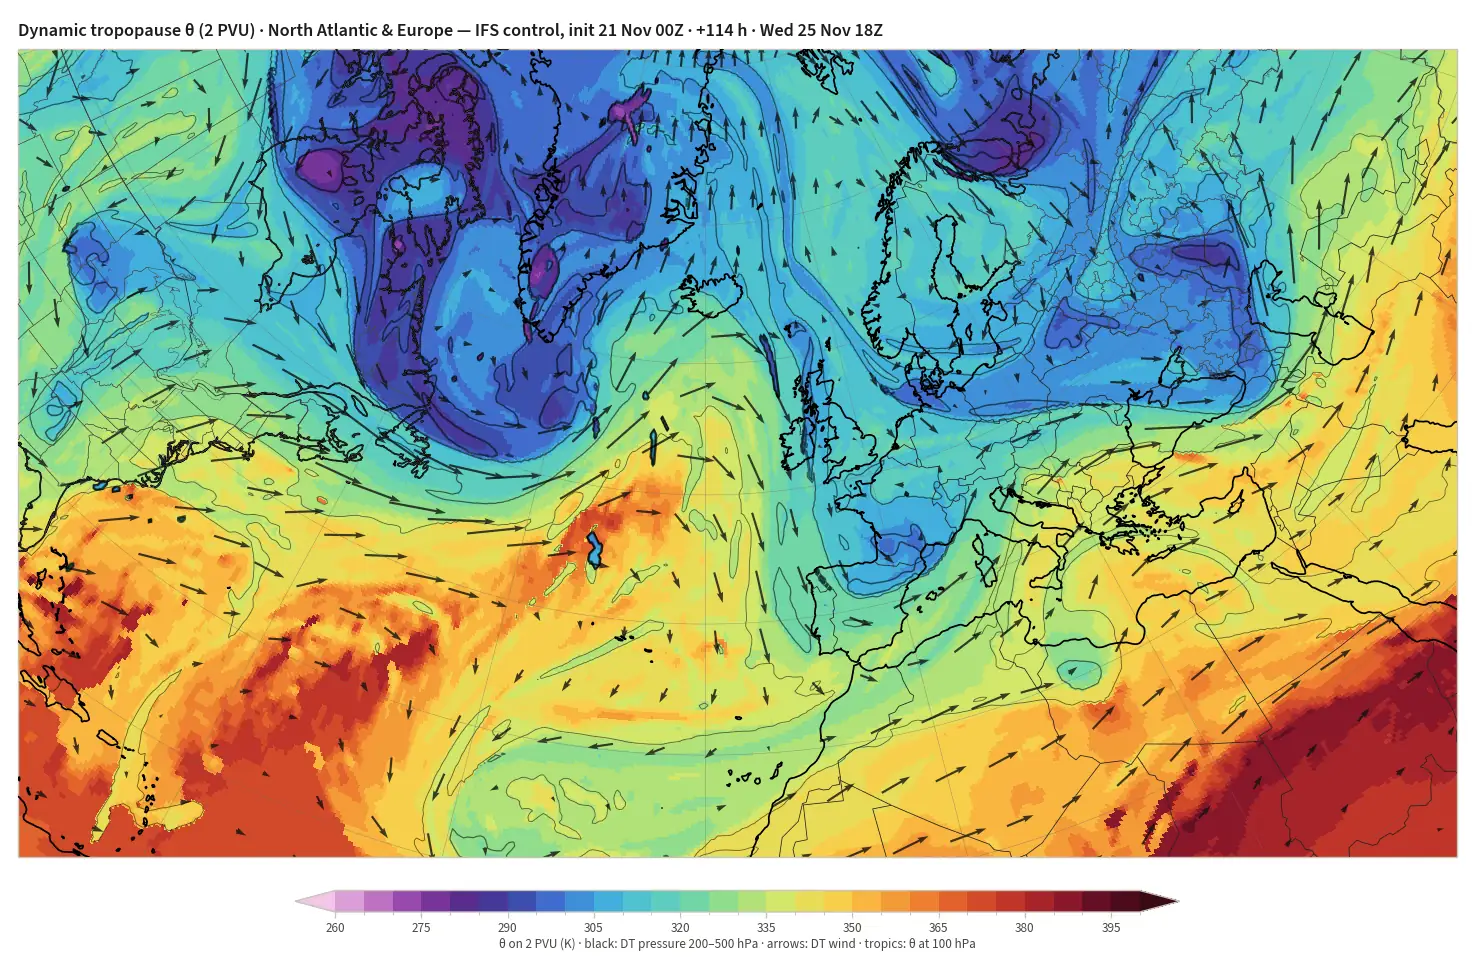 Dynamic tropopause θ (2 PVU) · North Atlantic & Europe — IFS control, init 21 Nov 00Z · +114 h · Wed 25 Nov 18Z
260 275 290 305 320 335 350 365 380 395
θ on 2 PVU (K) · black: DT pressure 200–500 hPa · arrows: DT wind · tropics: θ at 100 hPa